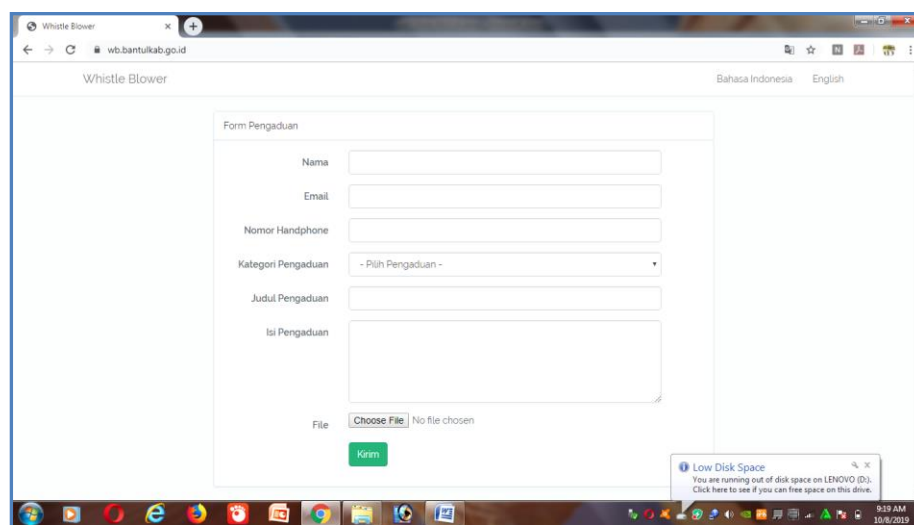 Whistle Blower
wb.bantulkab.go.id
Whistle Blower
Bahasa Indonesia English
Form Pengaduan
Nama
Email
Nomor Handphone
Kategori Pengaduan - Pilih Pengaduan -
Judul Pengaduan
Isi Pengaduan
File Choose File No file chosen
Kirim
Low Disk Space
You are running out of disk space on LENOVO (D:).
Click here to see if you can free space on this drive.
9:19 AM
10/8/2019